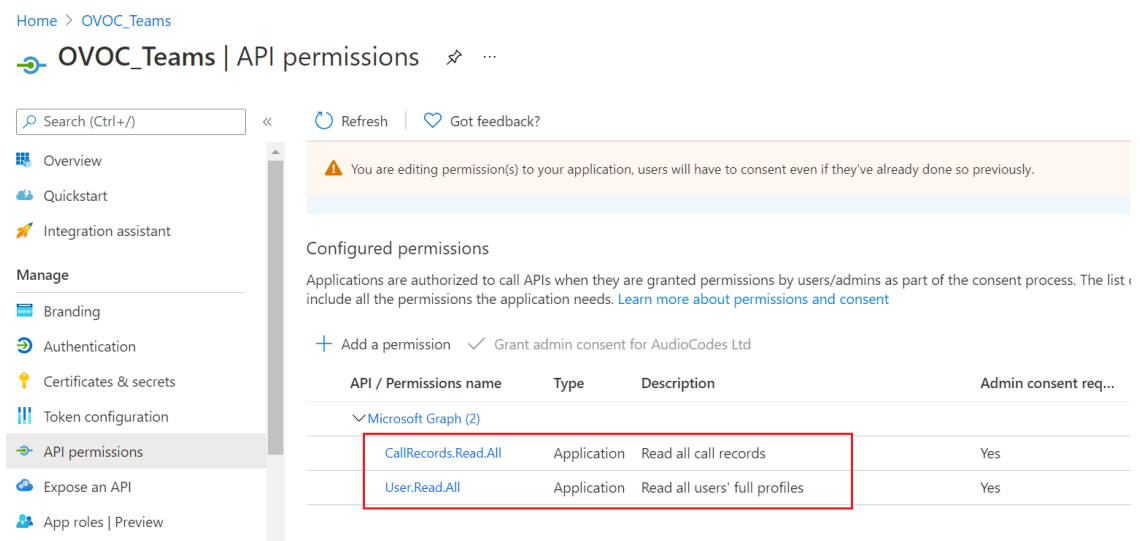 Home > OVOC_Teams
OVOC_Teams | API permissions
Search (Ctrl+/)
Overview
Quickstart
Integration assistant
Manage
Branding
Authentication
Certificates & secrets
Token configuration
API permissions
Expose an API
App roles | Preview
Refresh
Got feedback?
You are editing permission(s) to your application, users will have to consent even if they've already done so previously.
Configured permissions
Applications are authorized to call APIs when they are granted permissions by users/admins as part of the consent process. The list
include all the permissions the application needs. Learn more about permissions and consent
Add a permission Grant admin consent for AudioCodes Ltd
API / Permissions name Type Description Admin consent req...
Microsoft Graph (2)
CallRecords.Read.All Application Read all call records Yes
User.Read.All Application Read all users' full profiles Yes